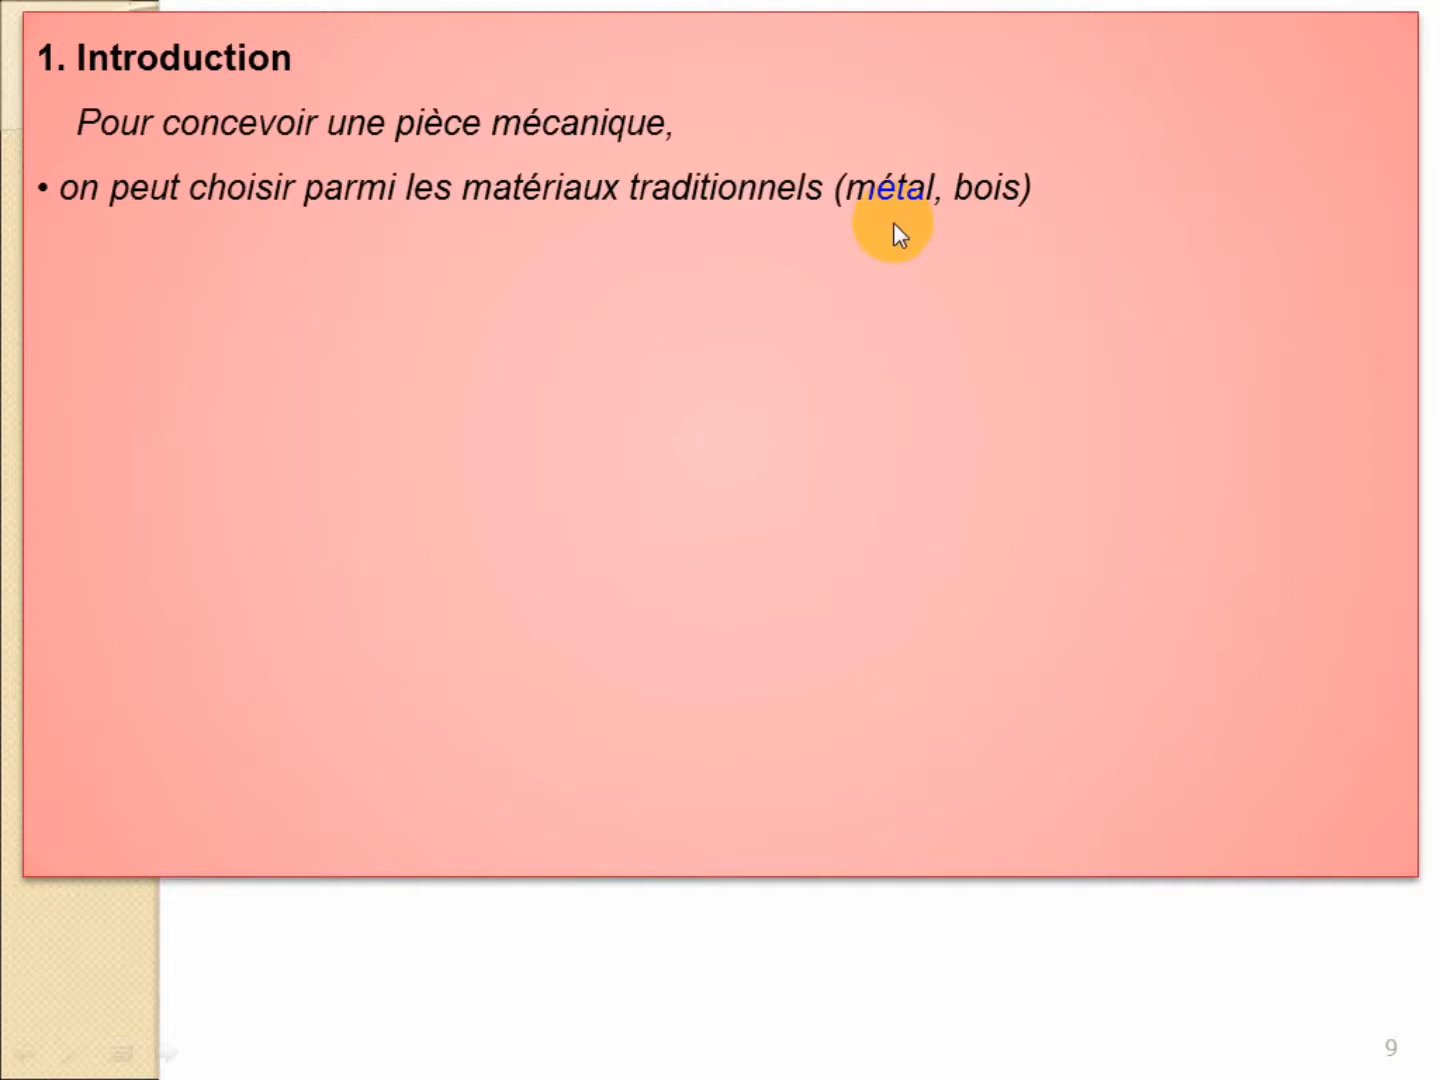 1. Introduction
Pour concevoir une pièce mécanique,
• on peut choisir parmi les matériaux traditionnels (métal, bois)
9